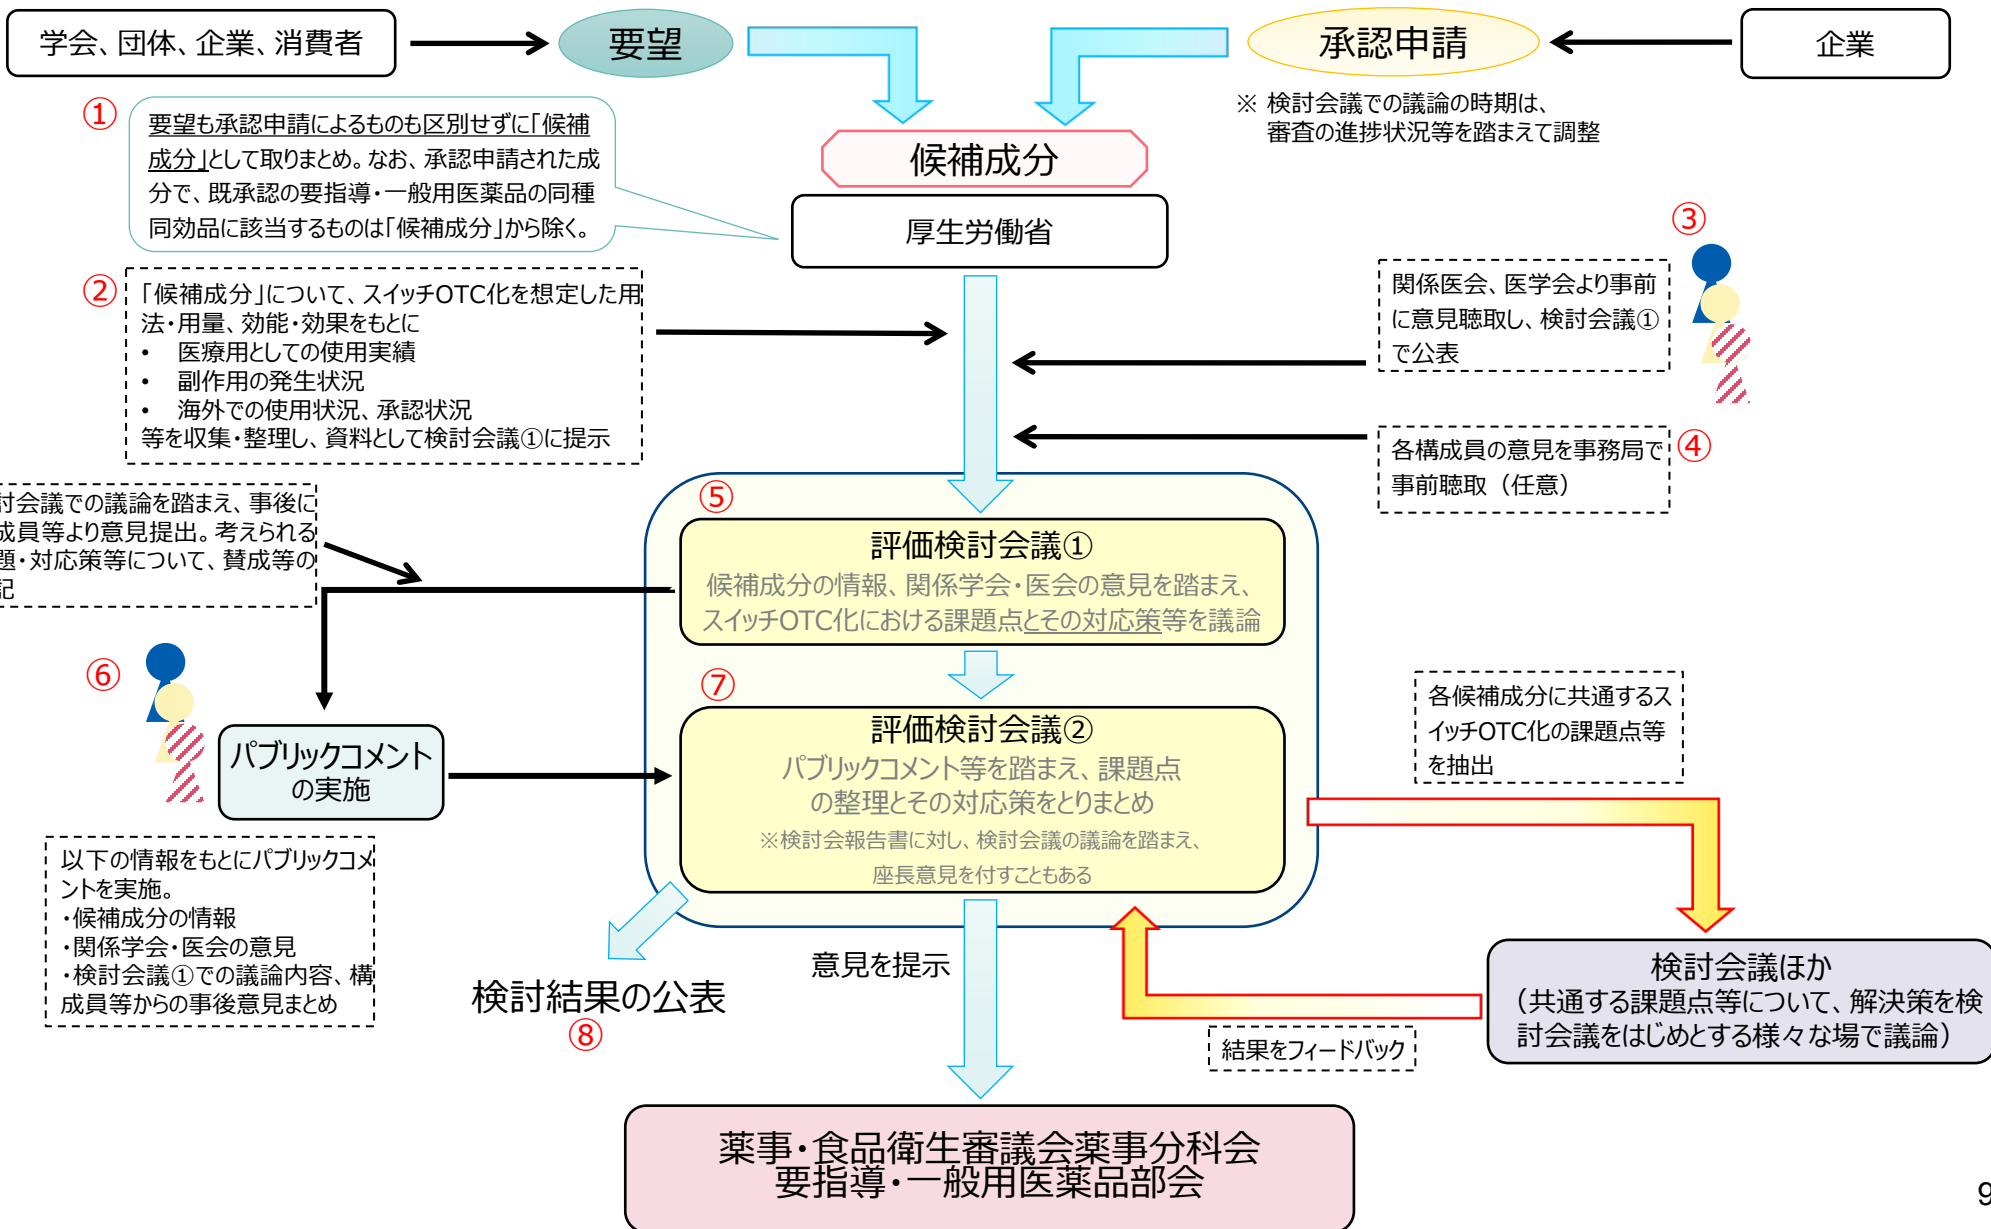 学会、団体、企業、消費者
要望
承認申請
企業
※ 検討会議での議論の時期は、
審査の進捗状況等を踏まえて調整
①
要望も承認申請によるものも区別せずに「候補
成分」として取りまとめ。なお、承認申請された成
分で、既承認の要指導・一般用医薬品の同種
同効品に該当するものは「候補成分」から除く。
候補成分
厚生労働省
②
「候補成分」について、スイッチOTC化を想定した用
法・用量、効能・効果をもとに
• 医療用としての使用実績
• 副作用の発生状況
• 海外での使用状況、承認状況
等を収集・整理し、資料として検討会議①に提示
③
関係医会、医学会より事前
に意見聴取し、検討会議①
で公表
④
各構成員の意見を事務局で
事前聴取（任意）
討会議での議論を踏まえ、事後に
成員等より意見提出。考えられる
題・対応策等について、賛成等の
記
⑤
評価検討会議①
候補成分の情報、関係学会・医会の意見を踏まえ、
スイッチOTC化における課題点とその対応策等を議論
⑥
パブリックコメント
の実施
以下の情報をもとにパブリックコメ
ントを実施。
・候補成分の情報
・関係学会・医会の意見
・検討会議①での議論内容、構
成員等からの事後意見まとめ
⑦
評価検討会議②
パブリックコメント等を踏まえ、課題点
の整理とその対応策をとりまとめ
※検討会報告書に対し、検討会議の議論を踏まえ、
座長意見を付すこともある
各候補成分に共通するス
イッチOTC化の課題点等
を抽出
検討会議ほか
（共通する課題点等について、解決策を検
討会議をはじめとする様々な場で議論）
結果をフィードバック
意見を提示
検討結果の公表
⑧
薬事・食品衛生審議会薬事分科会
要指導・一般用医薬品部会
9